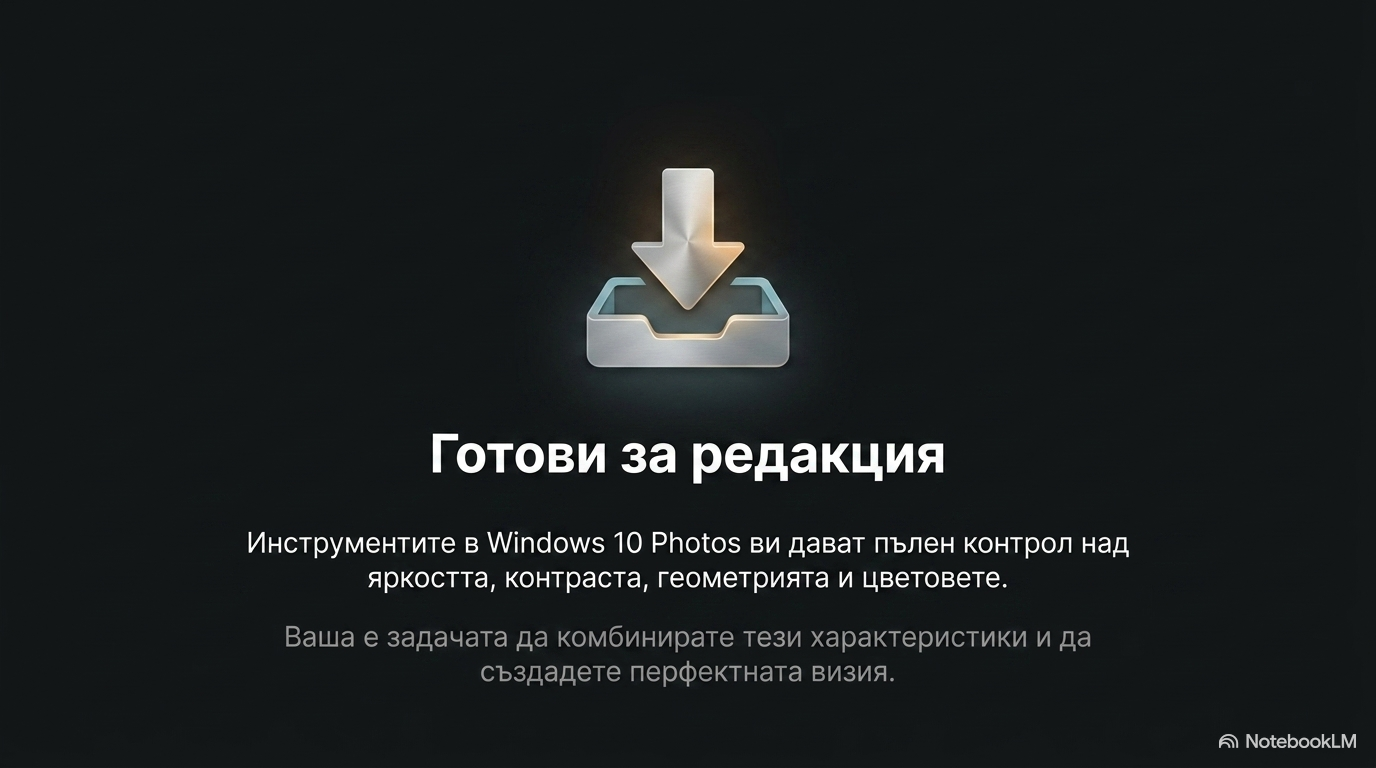 Готови за редакция
Инструментите в Windows 10 Photos ви дават пълен контрол над
яркостта, контраста, геометрията и цветовете.
Ваша е задачата да комбинирате тези характеристики и да
създадете перфектната визия.
NotebookLM